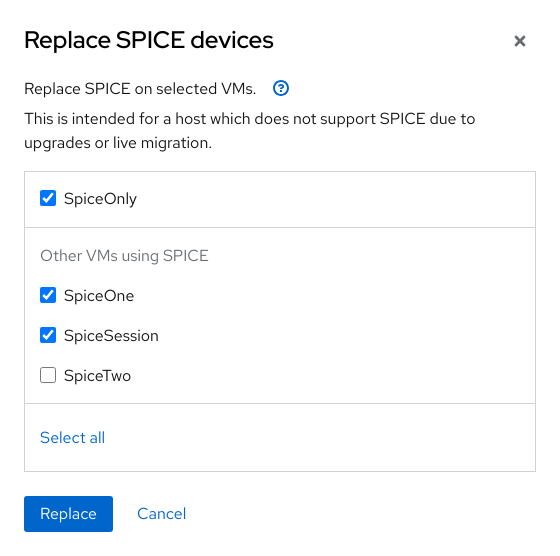 Replace SPICE devices
Replace SPICE on selected VMs.
This is intended for a host which does not support SPICE due to
upgrades or live migration.
SpiceOnly
Other VMs using SPICE
SpiceOne
SpiceSession
SpiceTwo
Select all
Replace Cancel